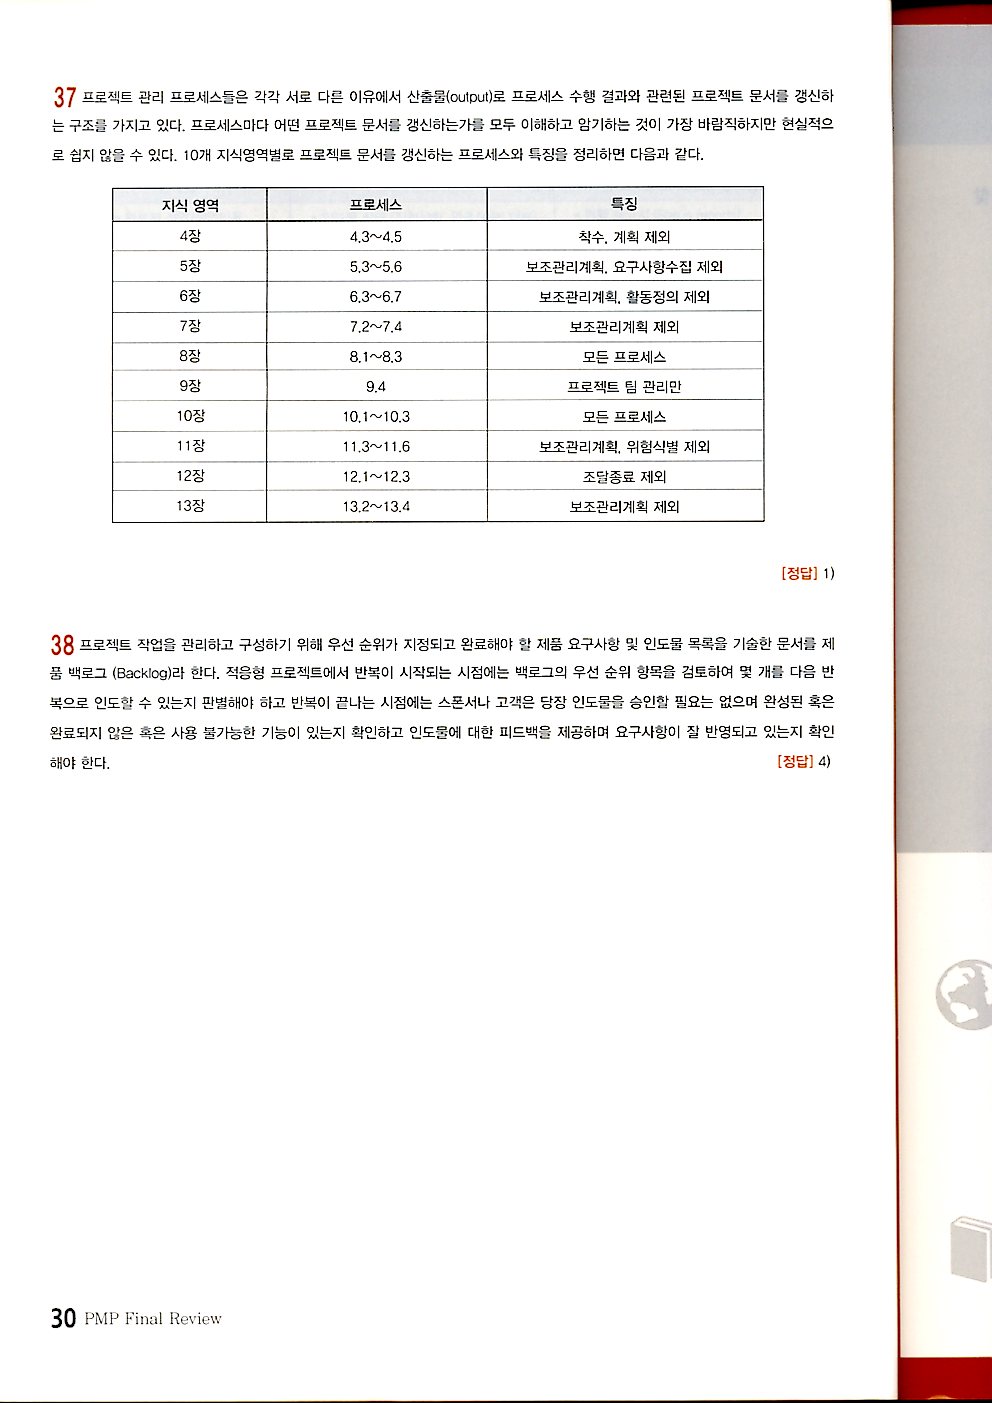 37 프로젝트 관리 프로세스들은 각각 서로 다른 이유에서 산출물(output)로 프로세스 수행 결과와 관련된 프로젝트 문서를 갱신하
는 구조를 가지고 있다. 프로세스마다 어떤 프로젝트 문서를 갱신하는가를 모두 이해하고 암기하는 것이 가장 바람직하지만 현실적으
로 쉽지 않을 수 있다. 10개 지식영역별로 프로젝트 문서를 갱신하는 프로세스와 특징을 정리하면 다음과 같다.
지식 영역 프로세스 특징
4장 4.3～4.5 착수, 계획 제외
5장 5.3～5.6 보조관리계획, 요구사항수집 제외
6장 6.3～6.7 보조관리계획, 활동정의 제외
7장 7.2～7.4 보조관리계획 제외
8장 8.1～8.3 모든 프로세스
9장 9.4 프로젝트 팀 관리만
10장 10.1～10.3 모든 프로세스
11장 11.3～11.6 보조관리계획, 위험식별 제외
12장 12.1～12.3 조달종료 제외
13장 13.2～13.4 보조관리계획 제외
[정답] 1)
38 프로젝트 작업을 관리하고 구성하기 위해 우선 순위가 지정되고 완료해야 할 제품 요구사항 및 인도물 목록을 기술한 문서를 제
품 백로그 (Backlog)라 한다. 적응형 프로젝트에서 반복이 시작되는 시점에는 백로그의 우선 순위 항목을 검토하여 몇 개를 다음 반
복으로 인도할 수 있는지 판별해야 하고 반복이 끝나는 시점에는 스폰서나 고객은 당장 인도물을 승인할 필요는 없으며 완성된 혹은
완료되지 않은 혹은 사용 불가능한 기능이 있는지 확인하고 인도물에 대한 피드백을 제공하며 요구사항이 잘 반영되고 있는지 확인
해야 한다. [정답] 4)
30 PMP Final Review